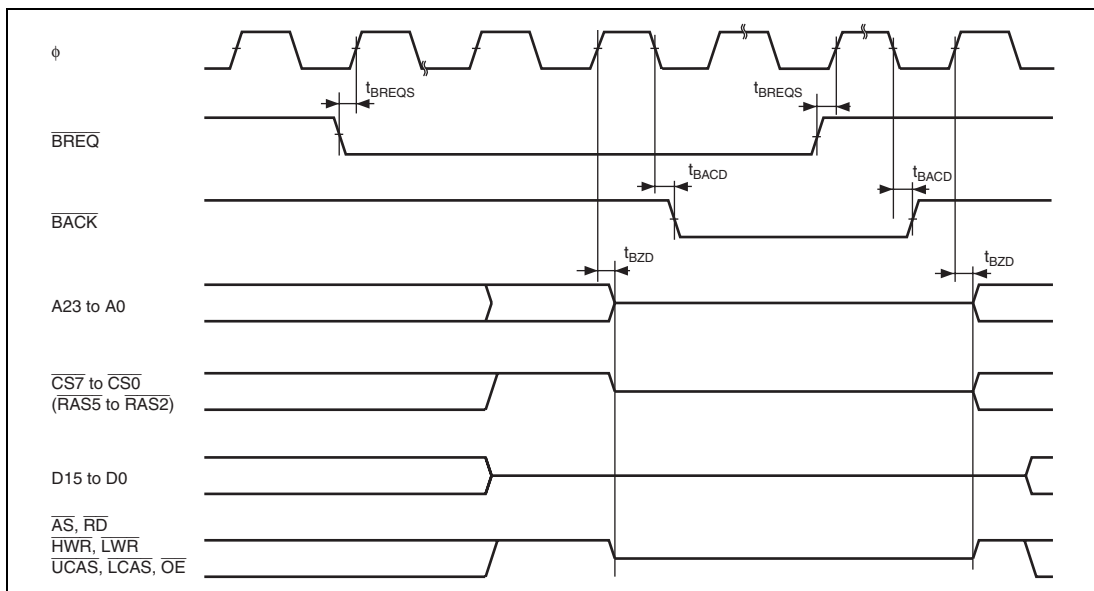 φ
tBREQS
tBREQS
BREQ
tBACD
tBACD
BACK
tBZD
tBZD
A23 to A0
CS7 to CS0
(RAS5 to RAS2)
D15 to D0
AS, RD
HWR, LWR
UCAS, LCAS, OE